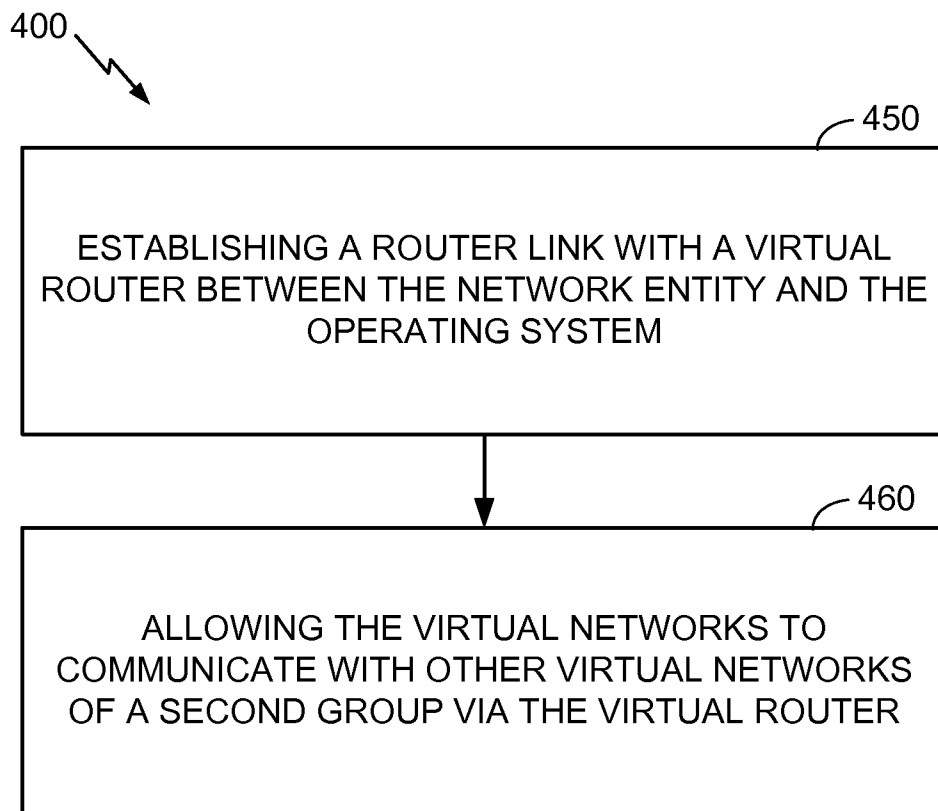 400
450
ESTABLISHING A ROUTER LINK WITH A VIRTUAL
ROUTER BETWEEN THE NETWORK ENTITY AND THE
OPERATING SYSTEM
460
ALLOWING THE VIRTUAL NETWORKS TO
COMMUNICATE WITH OTHER VIRTUAL NETWORKS
OF A SECOND GROUP VIA THE VIRTUAL ROUTER